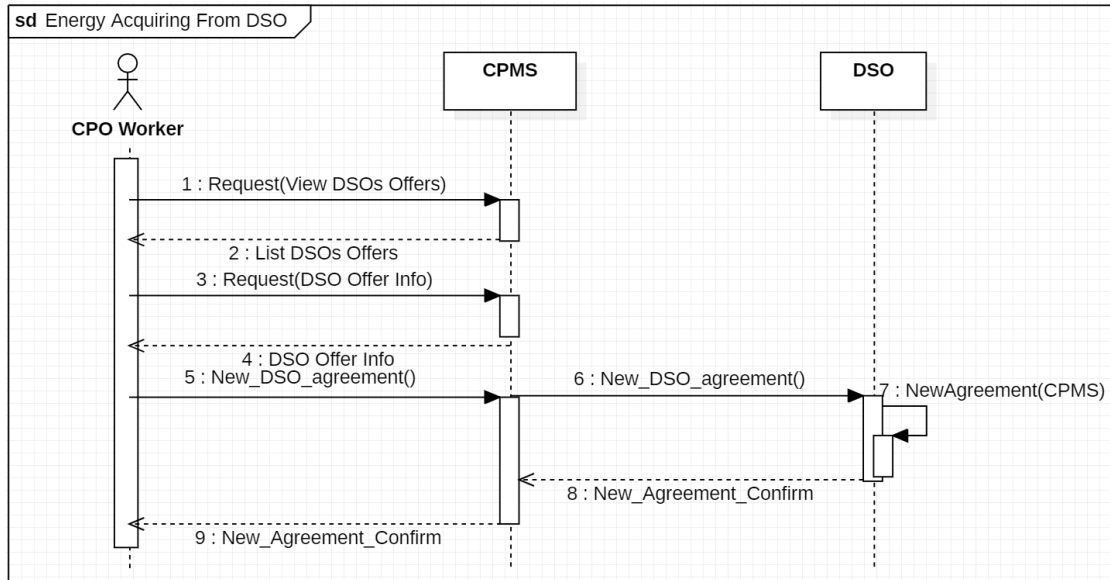 sd Energy Acquiring From DSO
CPMS
DSO
CPO Worker
1 : Request(View DSOs Offers)
2 : List DSOs Offers
3 : Request(DSO Offer Info)
4 : DSO Offer Info
5 : New_DSO_agreement()
6 : New_DSO_agreement()
7 : NewAgreement(CPMS)
8 : New_Agreement_Confirm
9 : New_Agreement_Confirm